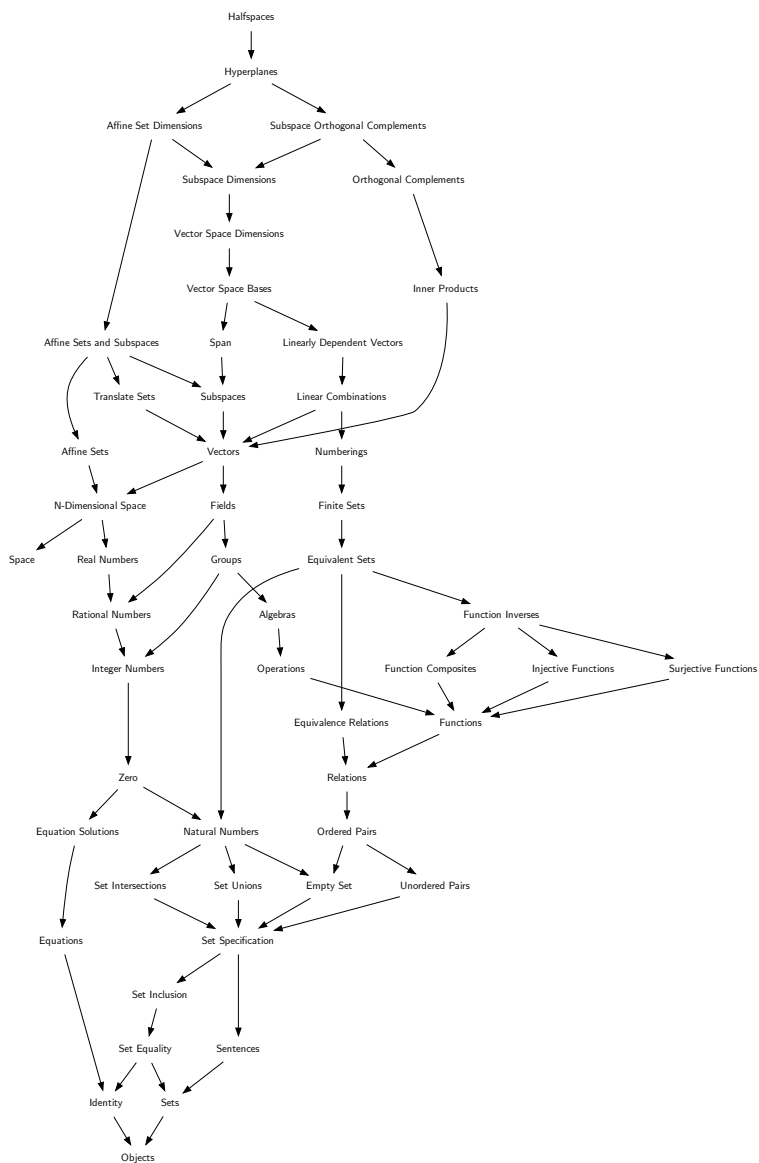 Halfspaces
Hyperplanes
Affine Set Dimensions
Subspace Orthogonal Complements
Subspace Dimensions
Orthogonal Complements
Vector Space Dimensions
Vector Space Bases
Inner Products
Affine Sets and Subspaces
Span
Linearly Dependent Vectors
Translate Sets
Subspaces
Linear Combinations
Affine Sets
Vectors
Numberings
N-Dimensional Space
Fields
Finite Sets
Space
Real Numbers
Groups
Equivalent Sets
Rational Numbers
Algebras
Function Inverses
Integer Numbers
Operations
Function Composites
Injective Functions
Surjective Functions
Equivalence Relations
Functions
Zero
Relations
Equation Solutions
Natural Numbers
Ordered Pairs
Set Intersections
Set Unions
Empty Set
Unordered Pairs
Equations
Set Specification
Set Inclusion
Set Equality
Sentences
Identity
Sets
Objects